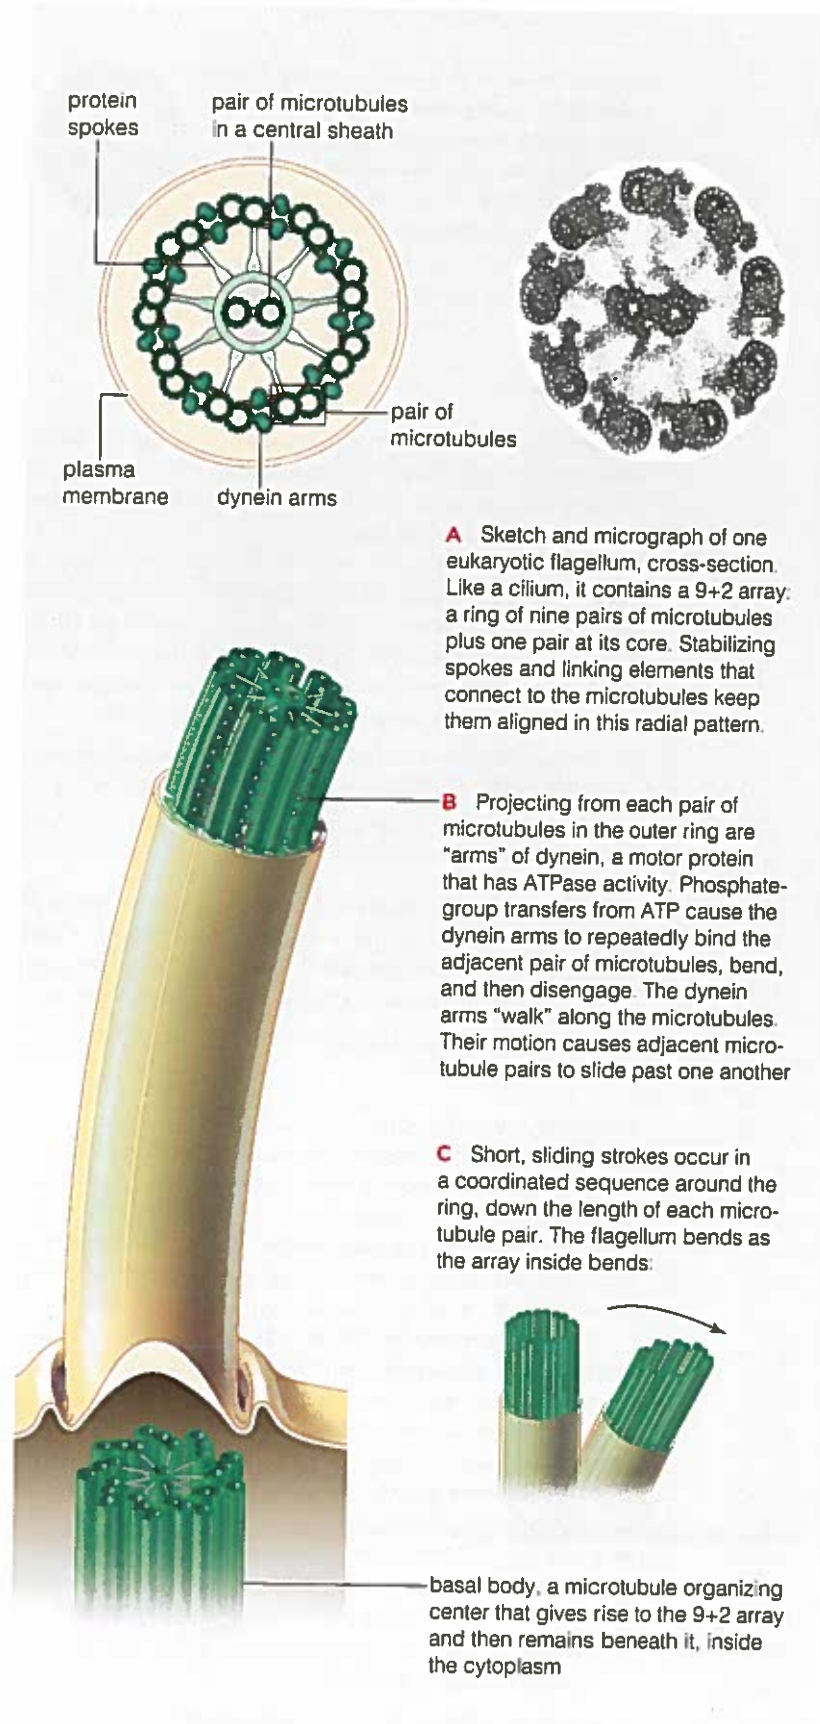 protein
spokes
pair of microtubules
in a central sheath
pair of
microtubules
plasma
membrane
dynein arms
A Sketch and micrograph of one
eukaryotic flagellum, cross-section.
Like a cilium, it contains a 9+2 array:
a ring of nine pairs of microtubules
plus one pair at its core. Stabilizing
spokes and linking elements that
connect to the microtubules keep
them aligned in this radial pattern.
B Projecting from each pair of
microtubules in the outer ring are
"arms" of dynein, a motor protein
that has ATPase activity. Phosphate-
group transfers from ATP cause the
dynein arms to repeatedly bind the
adjacent pair of microtubules, bend,
and then disengage. The dynein
arms "walk" along the microtubules.
Their motion causes adjacent micro-
tubule pairs to slide past one another
C Short, sliding strokes occur in
a coordinated sequence around the
ring, down the length of each micro-
tubule pair. The flagellum bends as
the array inside bends:
basal body, a microtubule organizing
center that gives rise to the 9+2 array
and then remains beneath it, inside
the cytoplasm